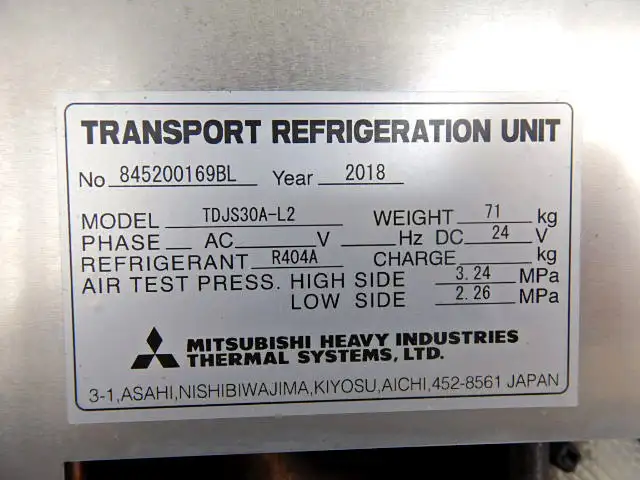 TRANSPORT REFRIGERATION UNIT
No 845200169BL Year 2018
MODEL TDJS30A-L2 WEIGHT 71 kg
PHASE AC V Hz DC 24 V
REFRIGERANT R404A CHARGE kg
AIR TEST PRESS. HIGH SIDE 3.24 MPa
LOW SIDE 2.26 MPa
MITSUBISHI HEAVY INDUSTRIES
THERMAL SYSTEMS, LTD.
3-1,ASAHI,NISHIBIWAJIMA,KIYOSU,AICHI,452-8561 JAPAN